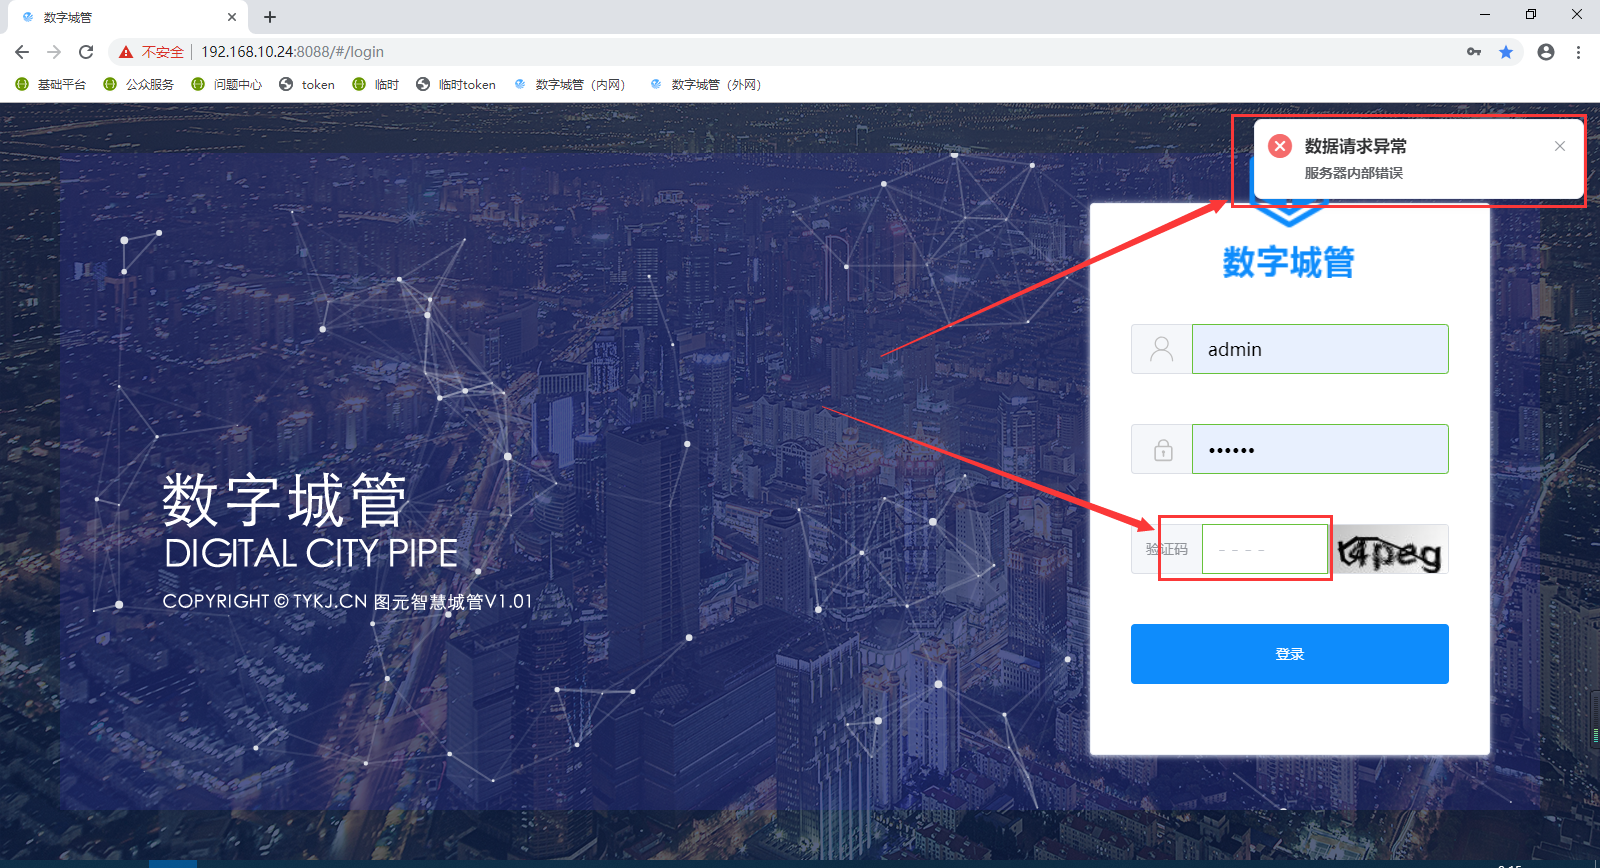 数字城管
不安全 192.168.10.24:8088/#/login
基础平台 公众服务 问题中心 token 临时 临时token 数字城管（内网） 数字城管（外网）
数据请求异常
服务器内部错误
数字城管
admin
••••••
验证码 - - - -
登录
数字城管
DIGITAL CITY PIPE
COPYRIGHT © TYKJ.CN 图元智慧城管V1.01